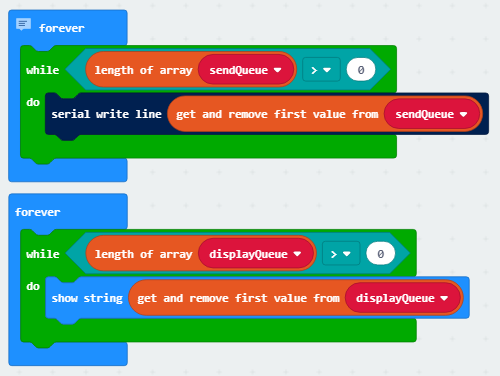 forever
while length of array sendQueue > 0
do serial write line get and remove first value from sendQueue
forever
while length of array displayQueue > 0
do show string get and remove first value from displayQueue